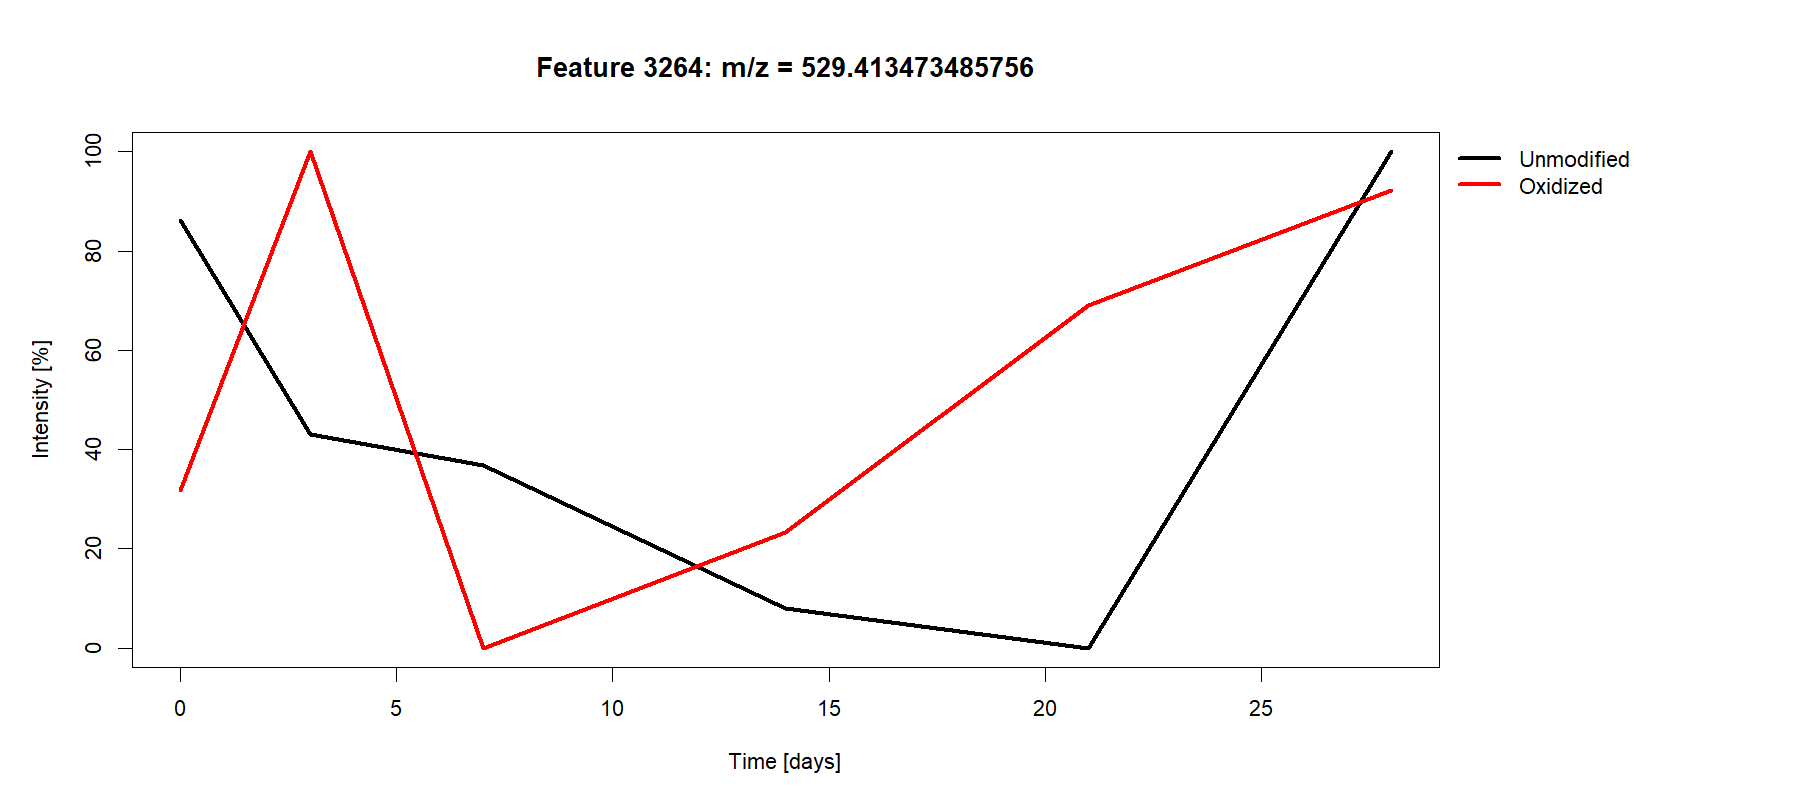 Feature 3264: m/z = 529.413473485756
Unmodified
Oxidized
Intensity [%]
100
80
60
40
20
0
0 5 10 15 20 25
Time [days]